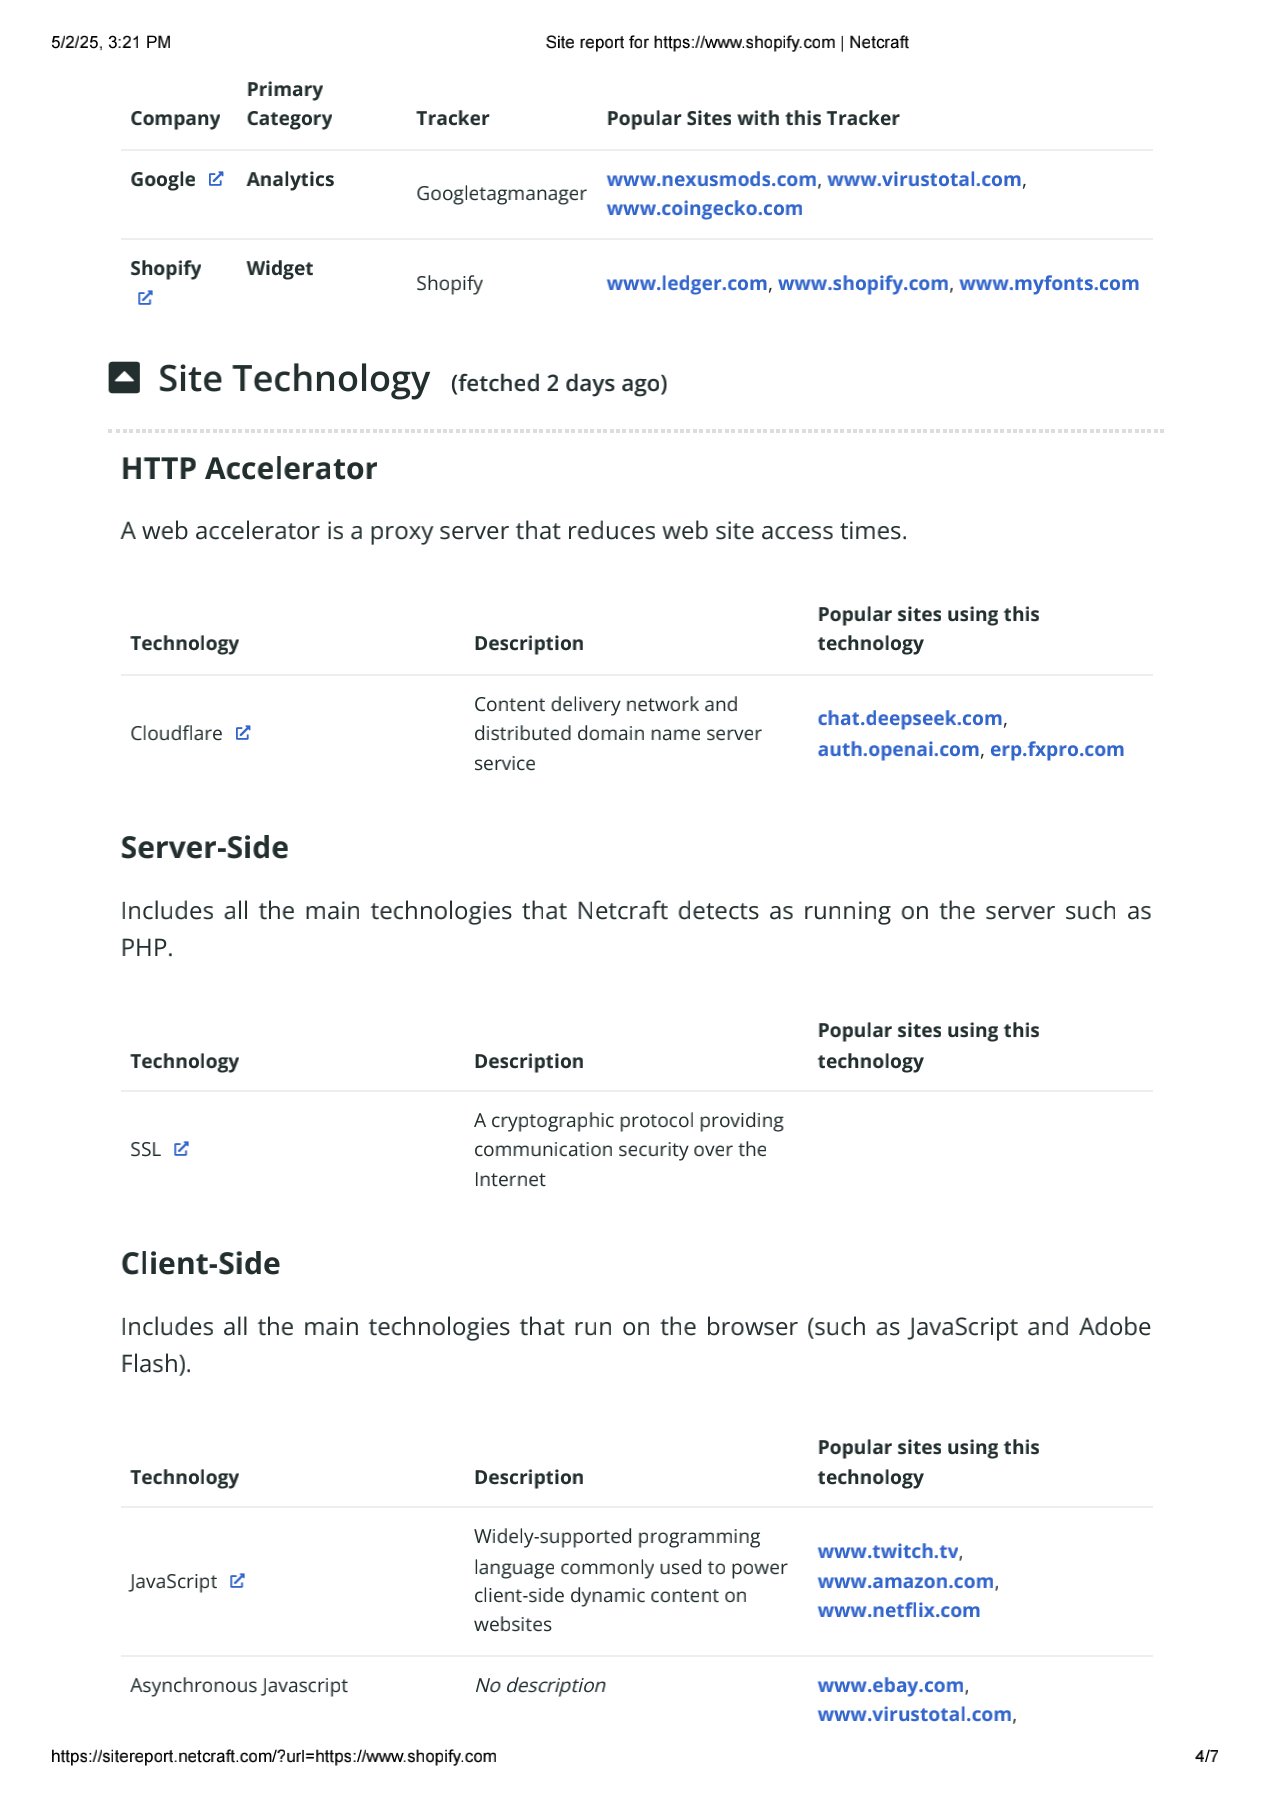 5/2/25, 3:21 PM
Site report for https://www.shopify.com | Netcraft
Company
Primary
Category
Tracker
Popular Sites with this Tracker
Google
Analytics
Googletagmanager
www.nexusmods.com, www.virustotal.com,
www.coingecko.com
Shopify
Widget
Shopify
www.ledger.com, www.shopify.com, www.myfonts.com
Site Technology (fetched 2 days ago)
HTTP Accelerator
A web accelerator is a proxy server that reduces web site access times.
Technology
Description
Popular sites using this
technology
Cloudflare
Content delivery network and
distributed domain name server
service
chat.deepseek.com,
auth.openai.com, erp.fxpro.com
Server-Side
Includes all the main technologies that Netcraft detects as running on the server such as
PHP.
Technology
Description
Popular sites using this
technology
SSL
A cryptographic protocol providing
communication security over the
Internet
Client-Side
Includes all the main technologies that run on the browser (such as JavaScript and Adobe
Flash).
Technology
Description
Popular sites using this
technology
JavaScript
Widely-supported programming
language commonly used to power
client-side dynamic content on
websites
www.twitch.tv,
www.amazon.com,
www.netflix.com
Asynchronous Javascript
No description
www.ebay.com,
www.virustotal.com,
https://sitereport.netcraft.com/?url=https://www.shopify.com
4/7